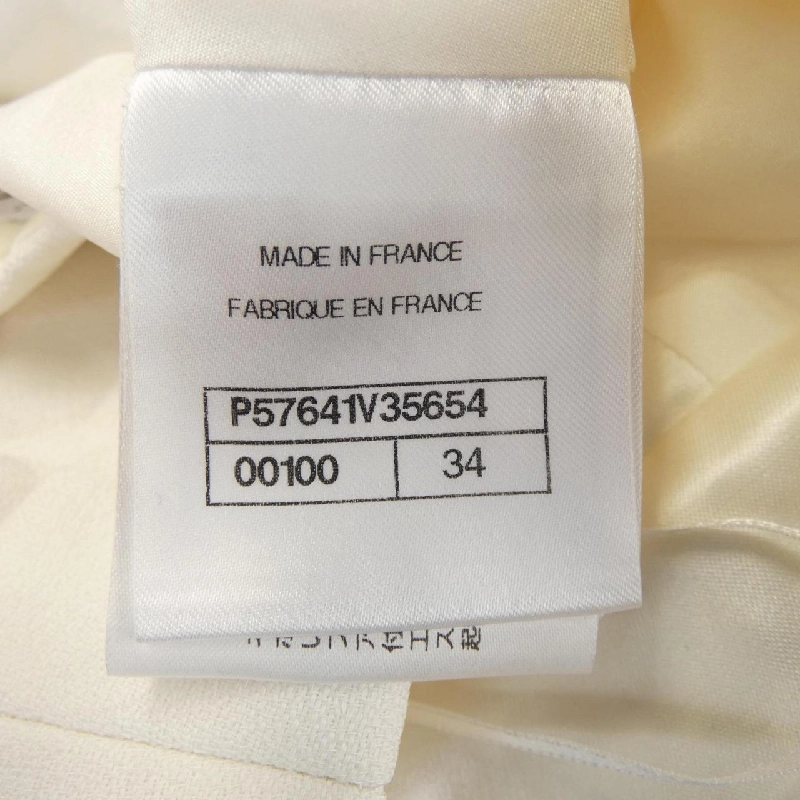 MADE IN FRANCE
FABRIQUE EN FRANCE
P57641V35654
00100 34